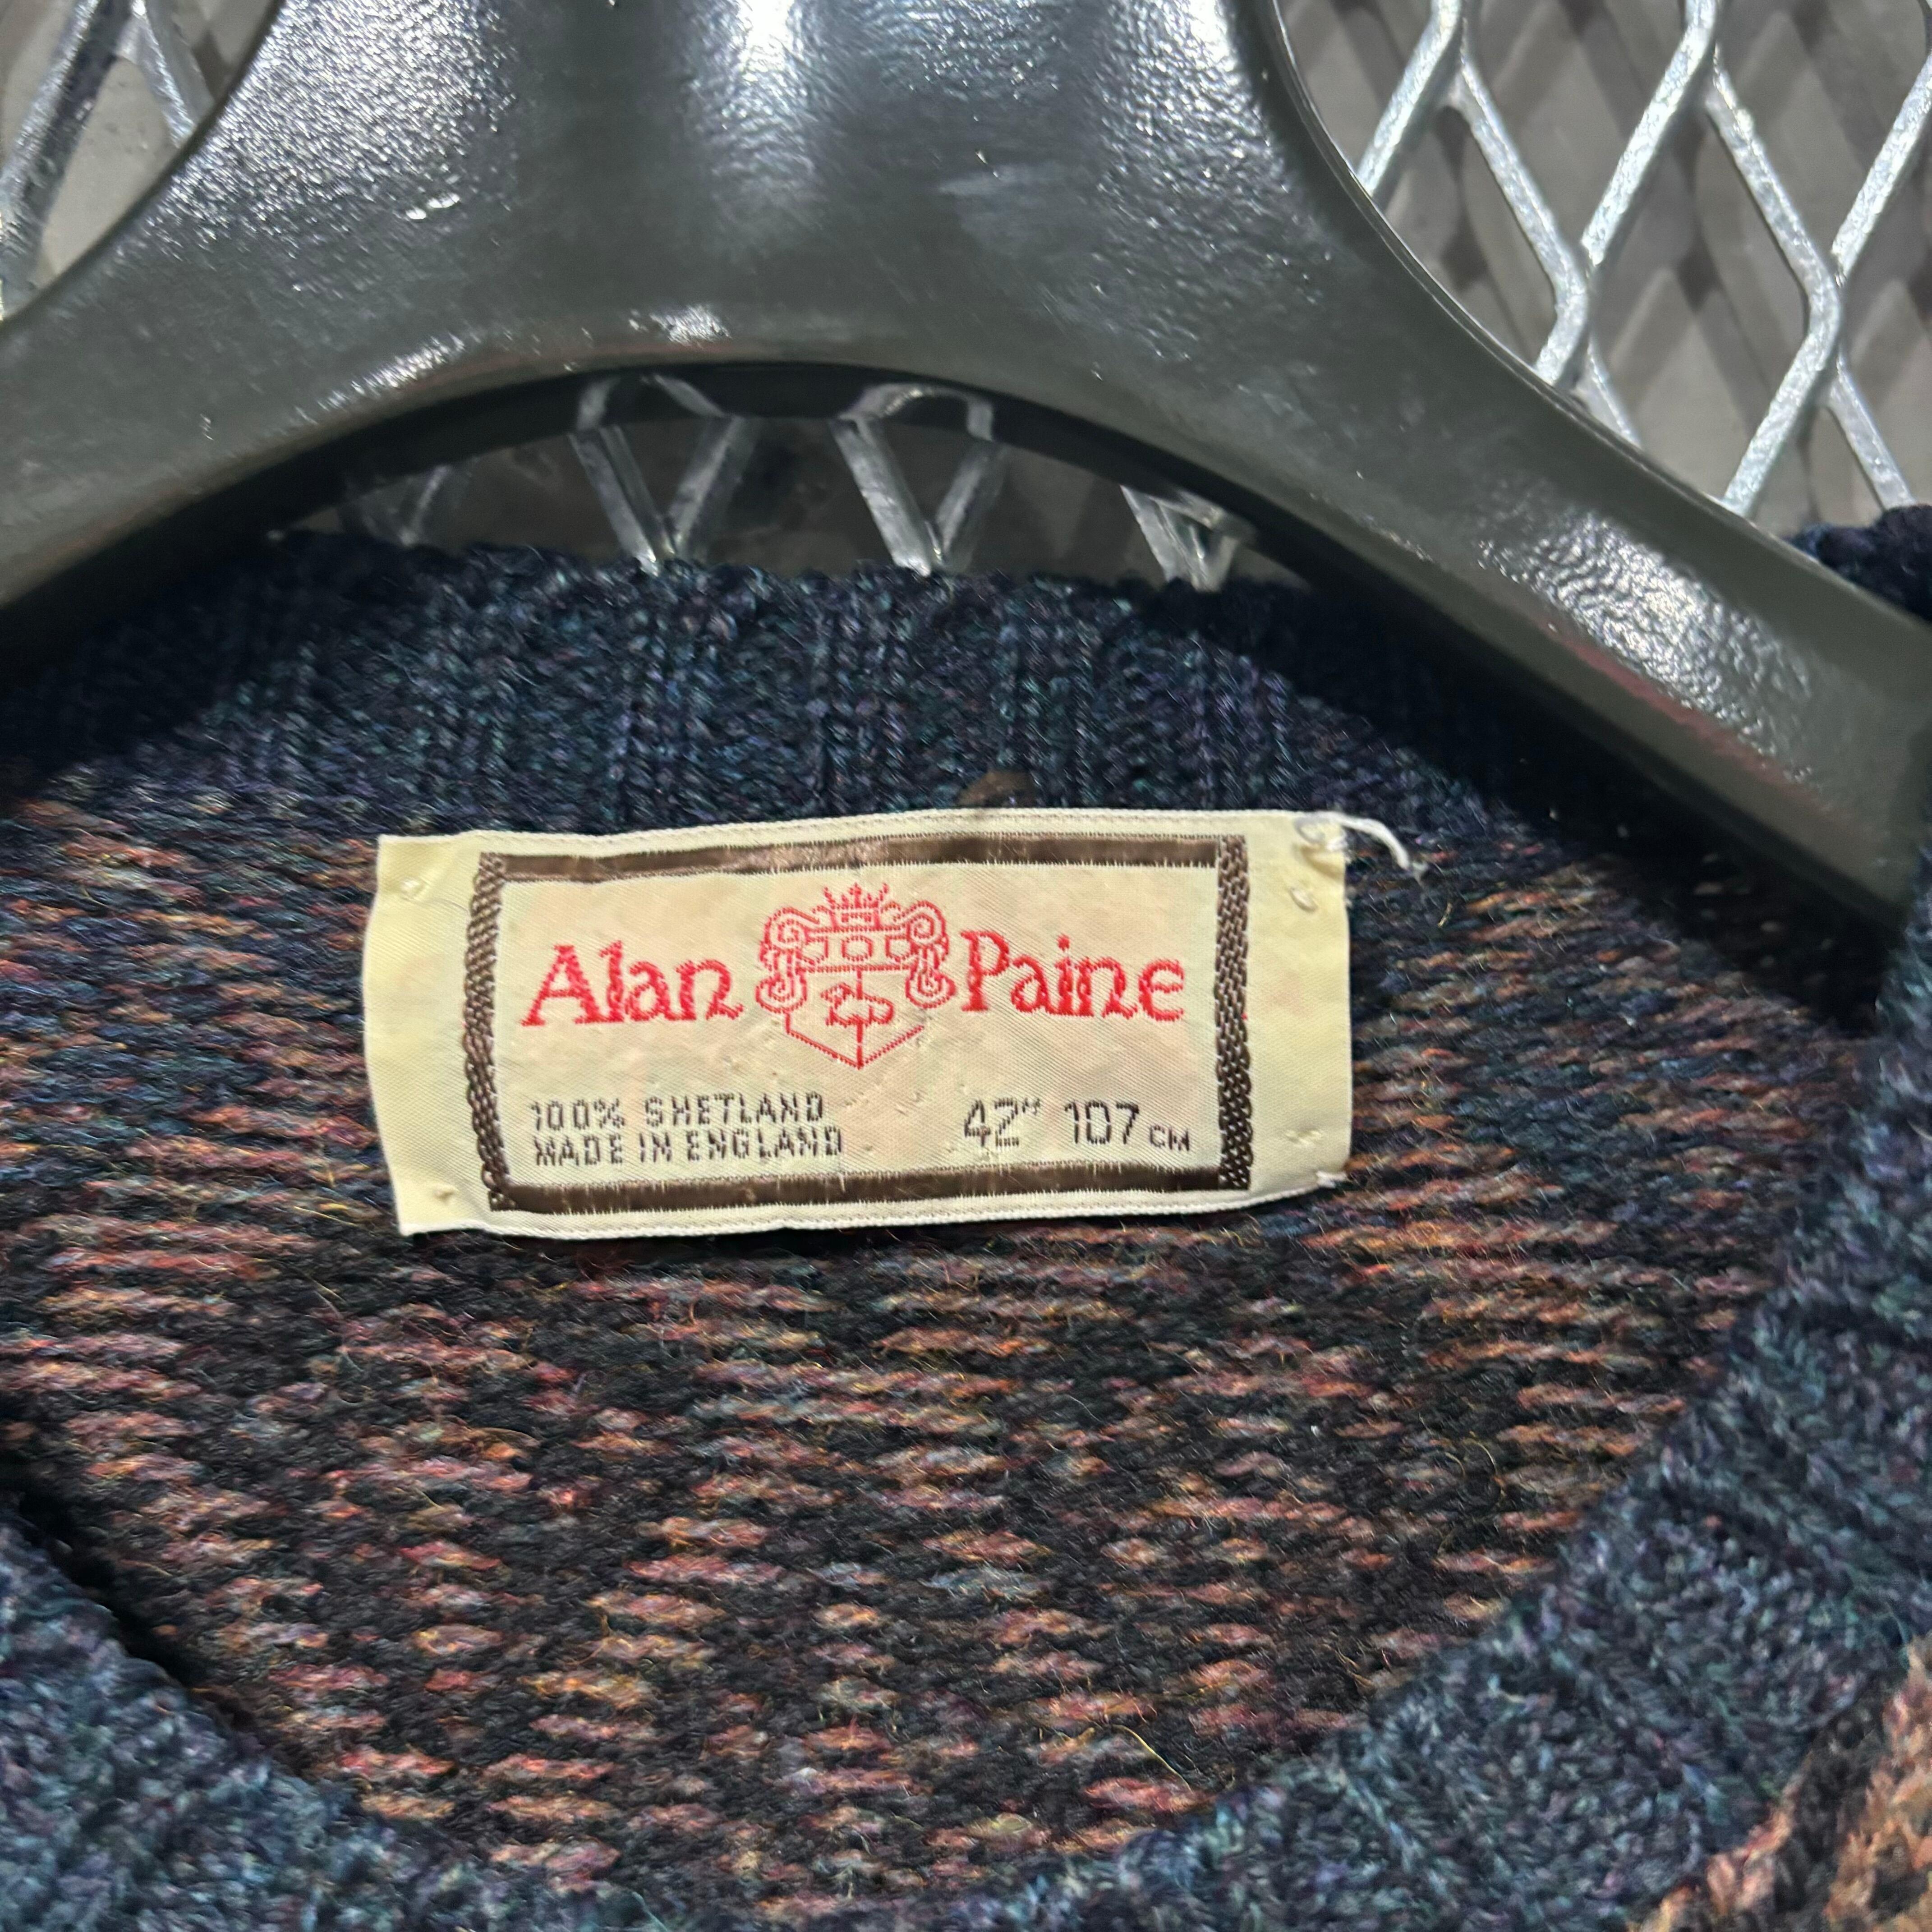 Alan Paine
100% SHETLAND
MADE IN ENGLAND
42" 107 CM